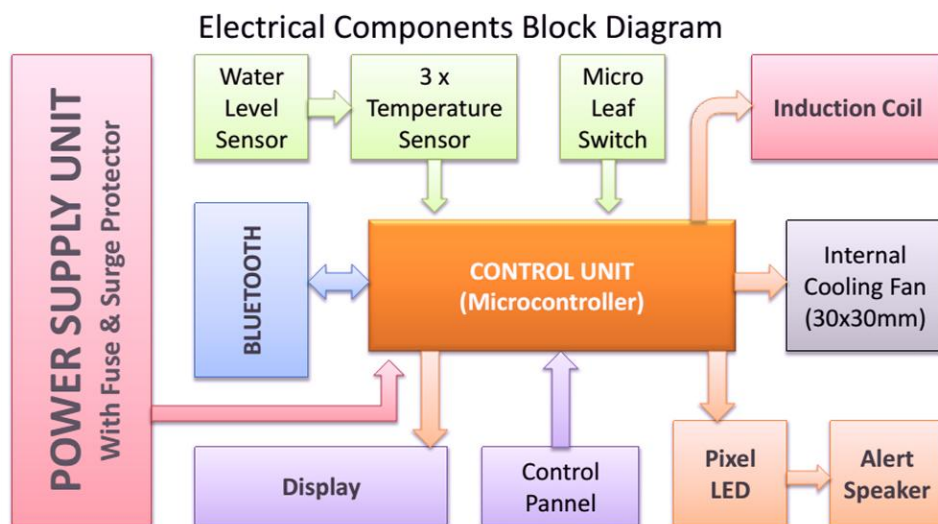 Electrical Components Block Diagram
POWER SUPPLY UNIT
With Fuse & Surge Protector
Water
Level
Sensor
3 x
Temperature
Sensor
Micro
Leaf
Switch
Induction Coil
BLUETOOTH
CONTROL UNIT
(Microcontroller)
Internal
Cooling Fan
(30x30mm)
Display
Control
Pannel
Pixel
LED
Alert
Speaker